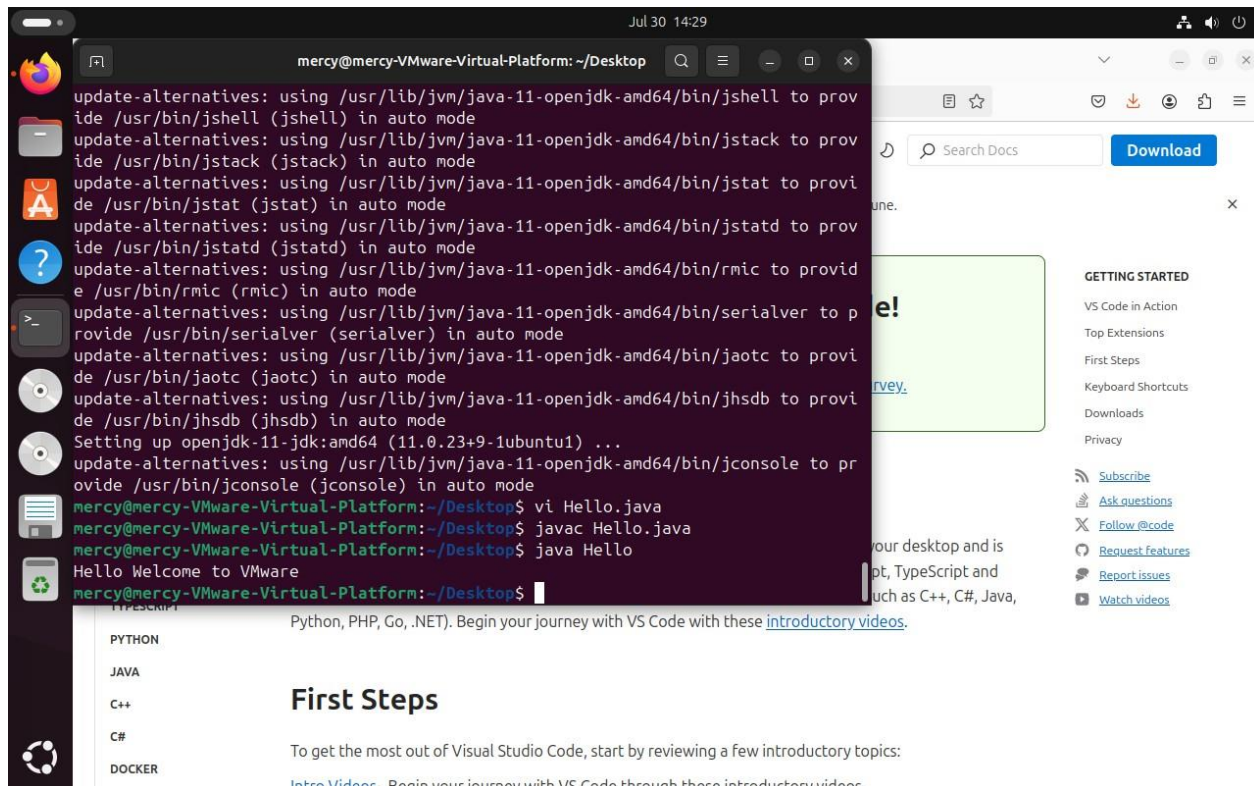 Jul 30 14:29
mercy@mercy-VMware-Virtual-Platform: ~/Desktop
update-alternatives: using /usr/lib/jvm/java-11-openjdk-amd64/bin/jshell to prov
ide /usr/bin/jshell (jshell) in auto mode
update-alternatives: using /usr/lib/jvm/java-11-openjdk-amd64/bin/jstack to prov
ide /usr/bin/jstack (jstack) in auto mode
update-alternatives: using /usr/lib/jvm/java-11-openjdk-amd64/bin/jstat to provi
de /usr/bin/jstat (jstat) in auto mode
update-alternatives: using /usr/lib/jvm/java-11-openjdk-amd64/bin/jstatd to prov
ide /usr/bin/jstatd (jstatd) in auto mode
update-alternatives: using /usr/lib/jvm/java-11-openjdk-amd64/bin/rmic to provid
e /usr/bin/rmic (rmic) in auto mode
update-alternatives: using /usr/lib/jvm/java-11-openjdk-amd64/bin/serialver to p
rovide /usr/bin/serialver (serialver) in auto mode
update-alternatives: using /usr/lib/jvm/java-11-openjdk-amd64/bin/jaotc to provi
de /usr/bin/jaotc (jaotc) in auto mode
update-alternatives: using /usr/lib/jvm/java-11-openjdk-amd64/bin/jhsdb to provi
de /usr/bin/jhsdb (jhsdb) in auto mode
Setting up openjdk-11-jdk:amd64 (11.0.23+9-1ubuntu1) ...
update-alternatives: using /usr/lib/jvm/java-11-openjdk-amd64/bin/jconsole to pr
ovide /usr/bin/jconsole (jconsole) in auto mode
mercy@mercy-VMware-Virtual-Platform:~/Desktop$ vi Hello.java
mercy@mercy-VMware-Virtual-Platform:~/Desktop$ javac Hello.java
mercy@mercy-VMware-Virtual-Platform:~/Desktop$ java Hello
Hello Welcome to VMware
mercy@mercy-VMware-Virtual-Platform:~/Desktop$
Search Docs
Download
une.
e!
rvey.
your desktop and is
pt, TypeScript and
uch as C++, C#, Java,
Python, PHP, Go, .NET). Begin your journey with VS Code with these introductory videos.
First Steps
To get the most out of Visual Studio Code, start by reviewing a few introductory topics:
Intro Videos - Begin your journey with VS Code through these introductory videos.
TYPESCRIPT
PYTHON
JAVA
C++
C#
DOCKER
GETTING STARTED
VS Code in Action
Top Extensions
First Steps
Keyboard Shortcuts
Downloads
Privacy
Subscribe
Ask questions
Follow @code
Request features
Report issues
Watch videos